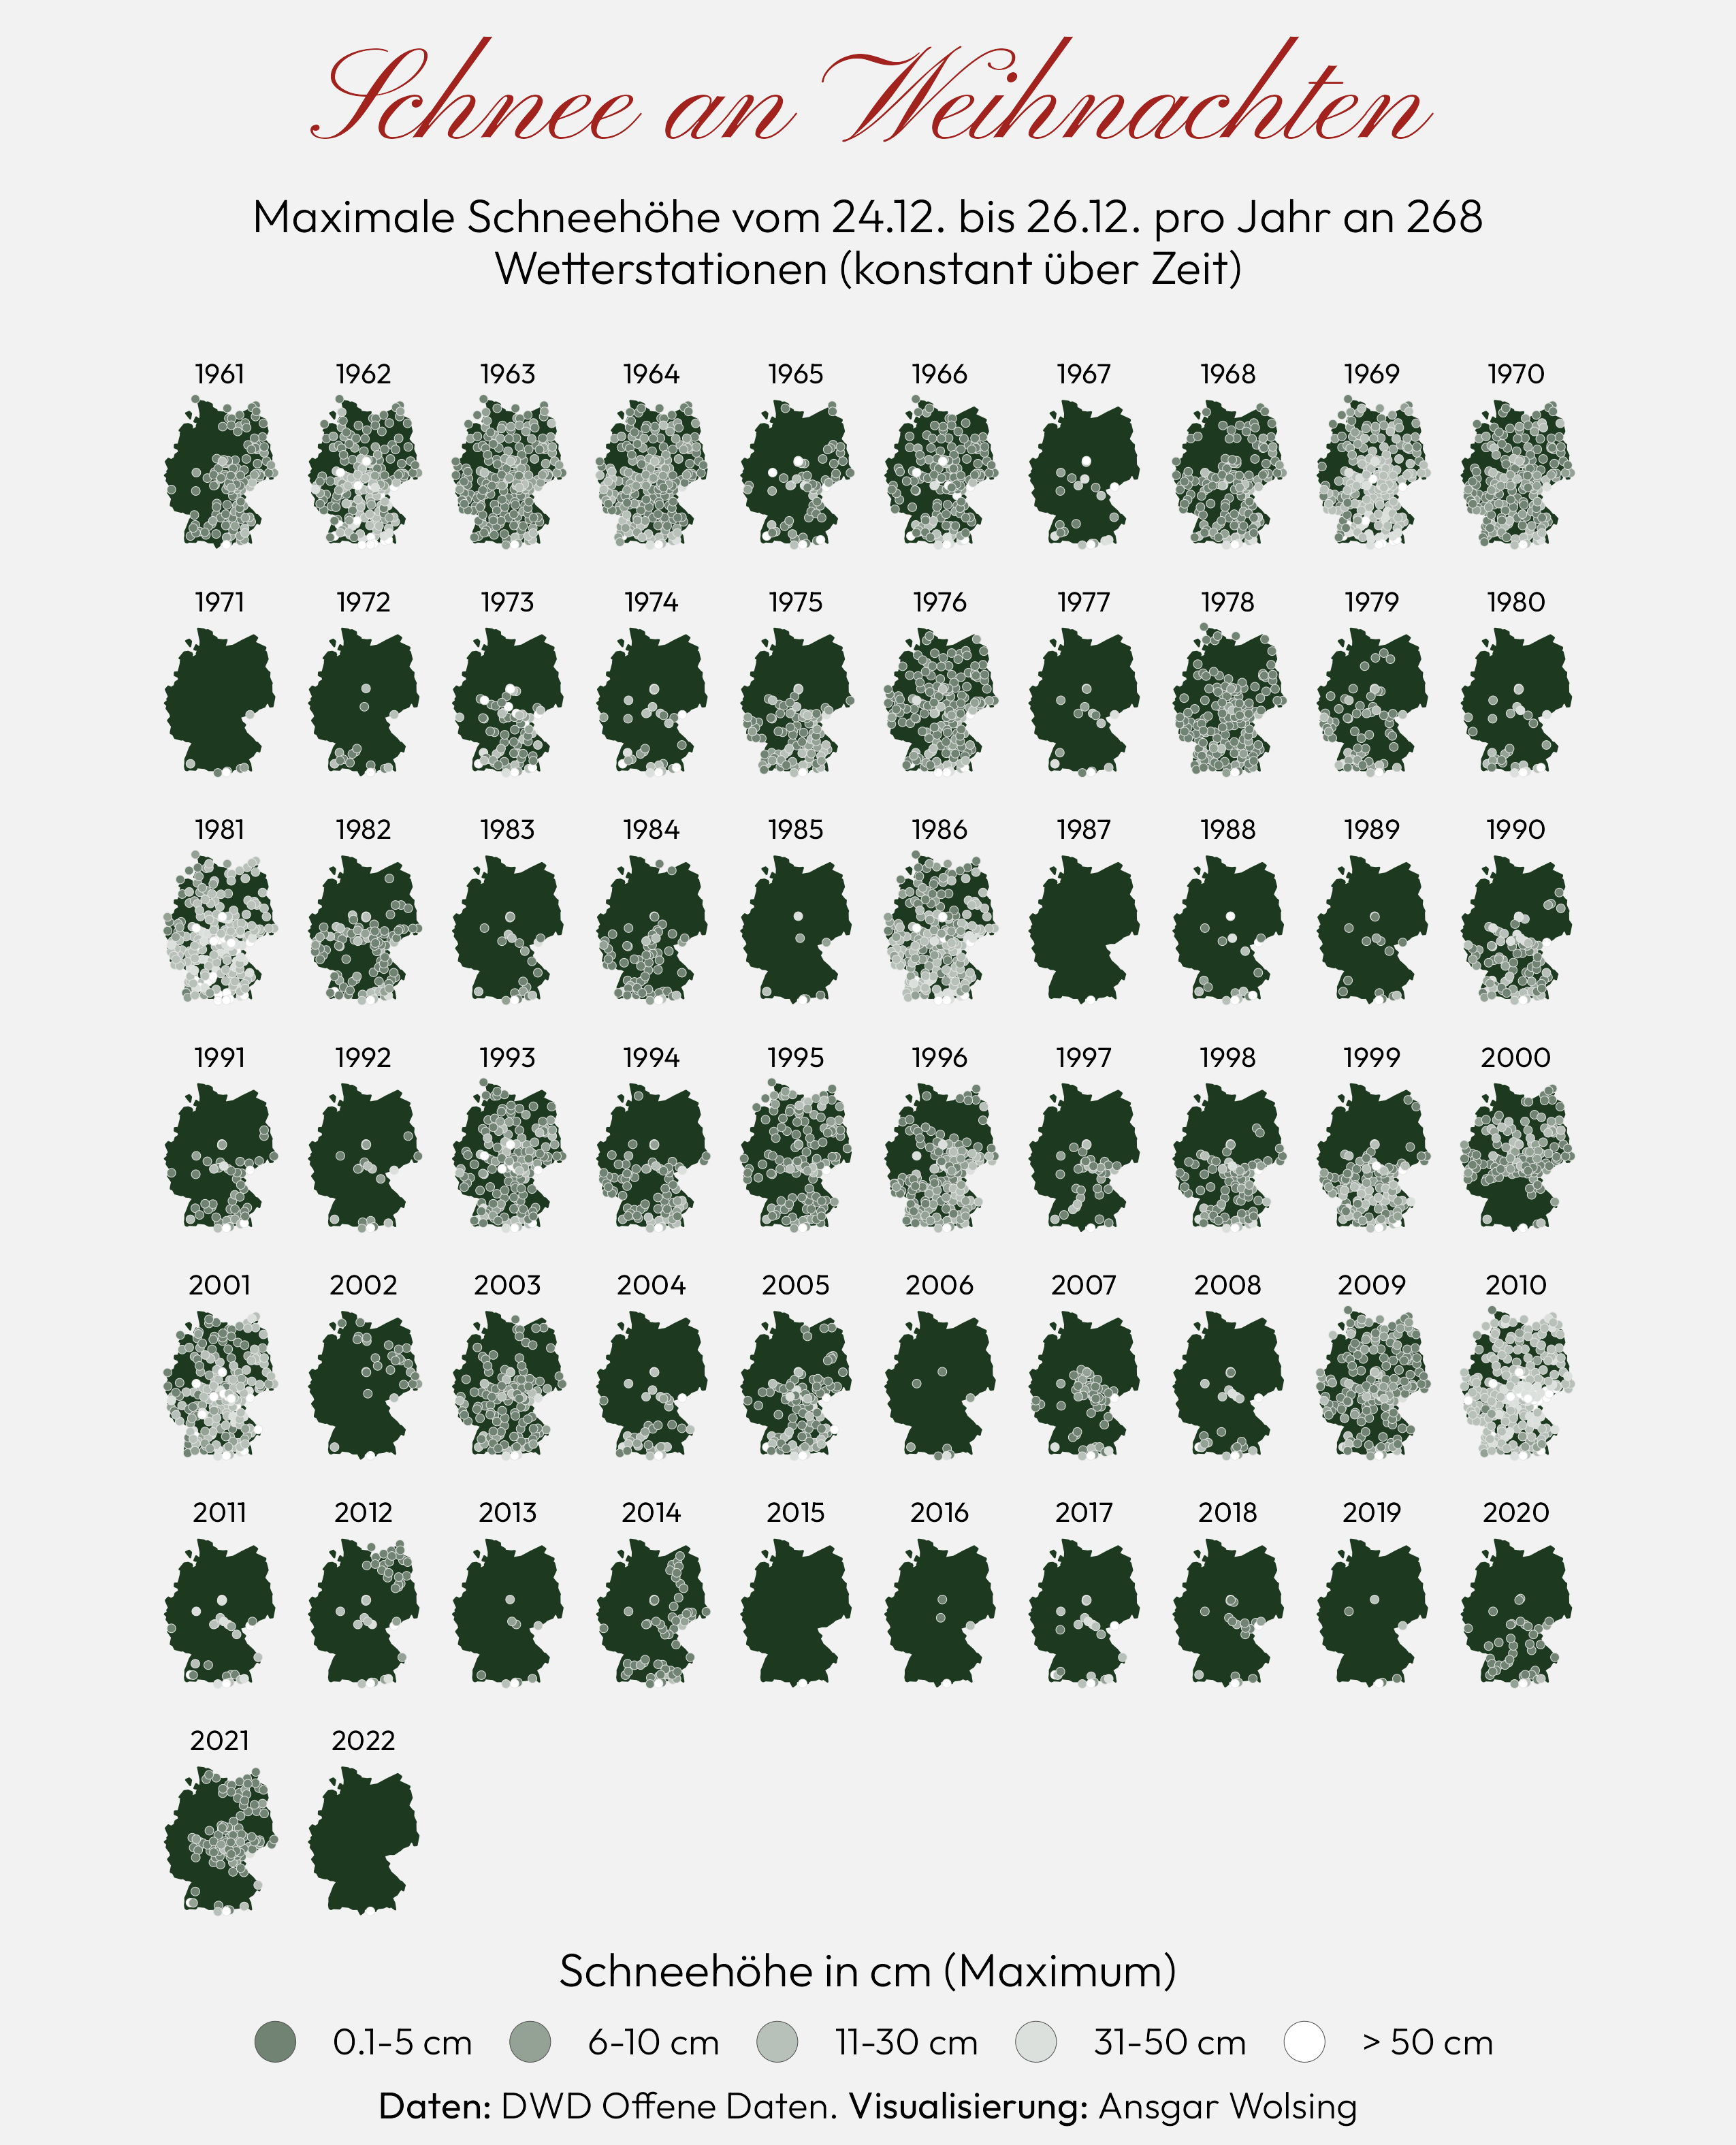 Schnee an Weihnachten
Maximale Schneehöhe vom 24.12. bis 26.12. pro Jahr an 268
Wetterstationen (konstant über Zeit)
1961 1962 1963 1964 1965 1966 1967 1968 1969 1970
1971 1972 1973 1974 1975 1976 1977 1978 1979 1980
1981 1982 1983 1984 1985 1986 1987 1988 1989 1990
1991 1992 1993 1994 1995 1996 1997 1998 1999 2000
2001 2002 2003 2004 2005 2006 2007 2008 2009 2010
2011 2012 2013 2014 2015 2016 2017 2018 2019 2020
2021 2022
Schneehöhe in cm (Maximum)
0.1-5 cm 6-10 cm 11-30 cm 31-50 cm > 50 cm
Daten: DWD Offene Daten. Visualisierung: Ansgar Wolsing